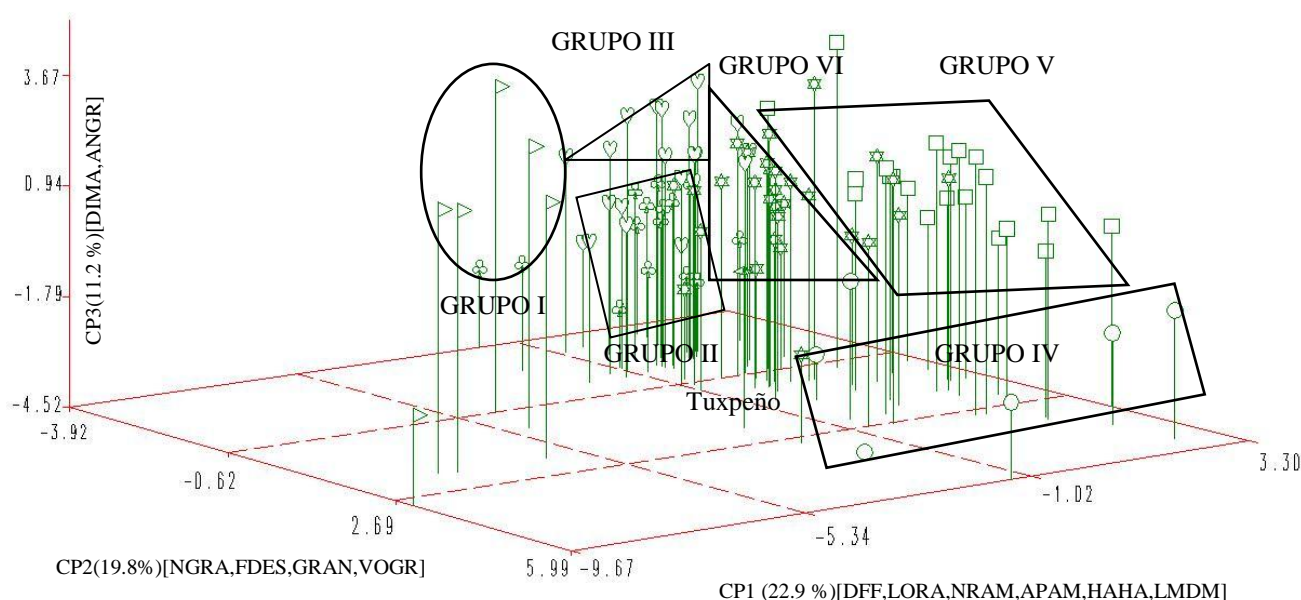 GRUPO III
GRUPO VI
GRUPO V
3.67
0.94
-1.79
-4.52
CP3(11.2 %)[DIMA,ANGR]
GRUPO I
GRUPO II
GRUPO IV
Tuxpeño
-3.92
-0.62
2.69
5.99
-9.67
-5.34
-1.02
3.30
CP2(19.8%)[NGRA,FDES,GRAN,VOGR]
CP1 (22.9 %)[DFF,LORA,NRAM,APAM,HAHA,LMDM]